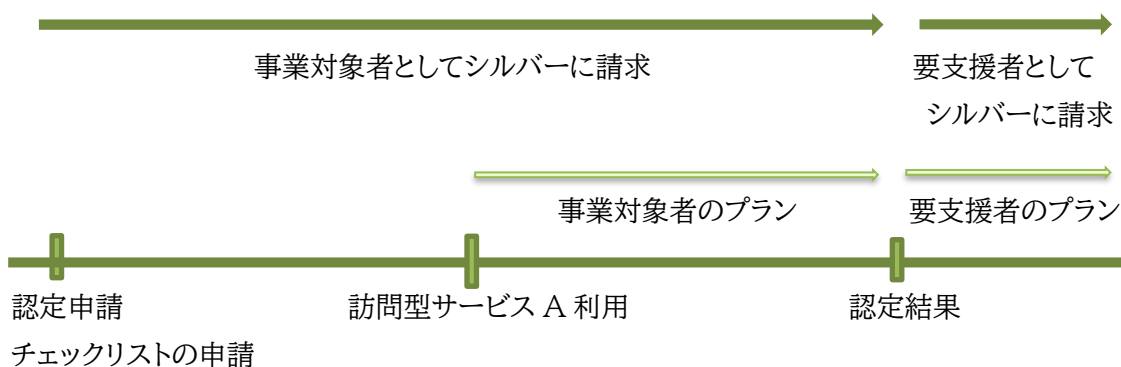 事業対象者としてシルバーに請求
要支援者として
シルバーに請求
事業対象者のプラン
要支援者のプラン
認定申請
チェックリストの申請
訪問型サービス A 利用
認定結果